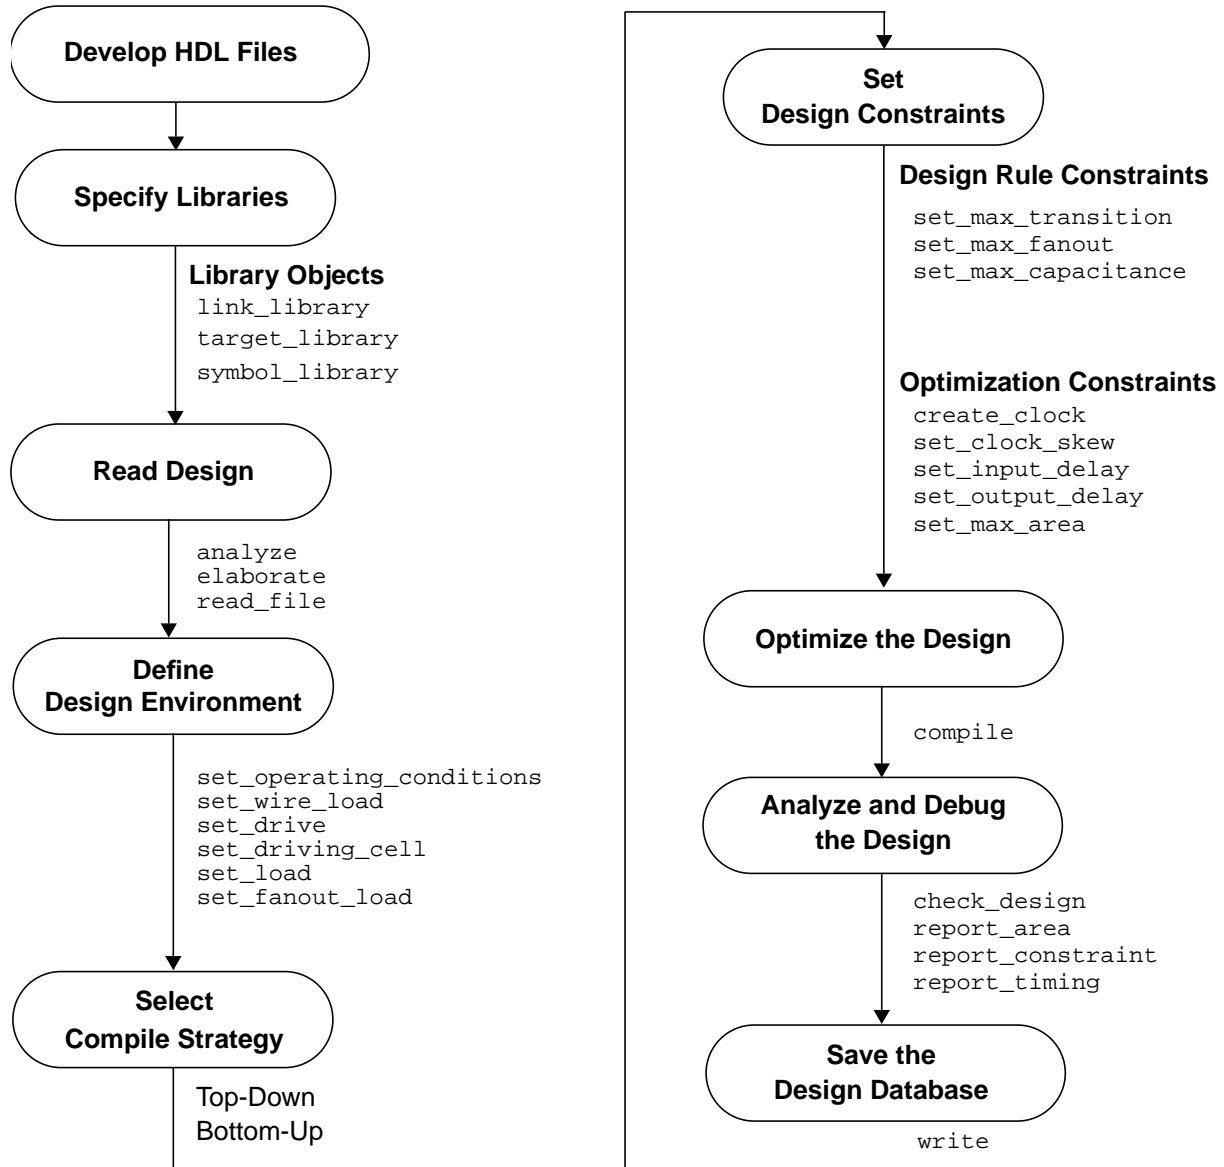 Develop HDL Files
Specify Libraries
Library Objects
link_library
target_library
symbol_library
Read Design
analyze
elaborate
read_file
Define
Design Environment
set_operating_conditions
set_wire_load
set_drive
set_driving_cell
set_load
set_fanout_load
Select
Compile Strategy
Top-Down
Bottom-Up
Set
Design Constraints
Design Rule Constraints
set_max_transition
set_max_fanout
set_max_capacitance
Optimization Constraints
create_clock
set_clock_skew
set_input_delay
set_output_delay
set_max_area
Optimize the Design
compile
Analyze and Debug
the Design
check_design
report_area
report_constraint
report_timing
Save the
Design Database
write